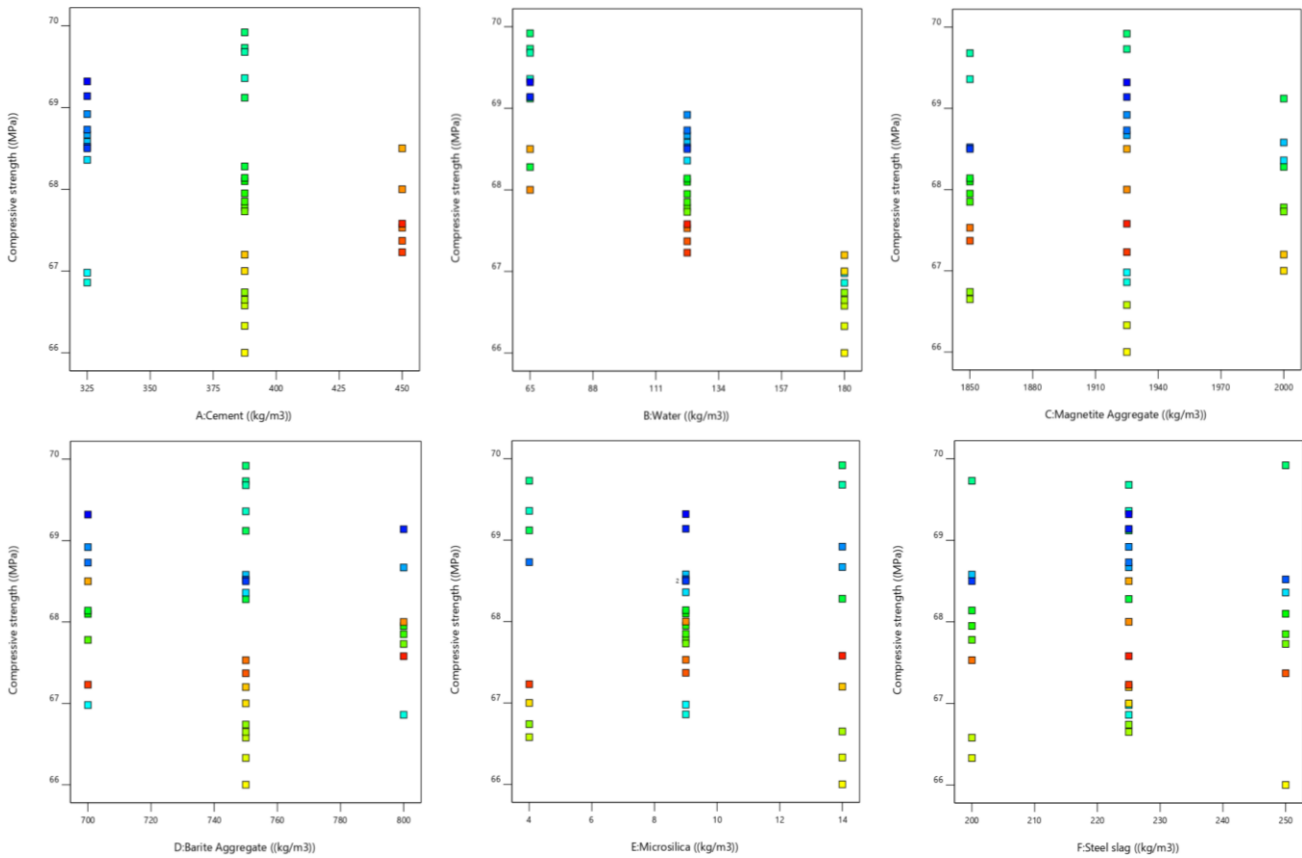 70
69
68
67
66
Compressive strength ((MPa))
325 350 375 400 425 450
A:Cement ((kg/m3))
70
69
68
67
66
Compressive strength ((MPa))
65 88 111 134 157 180
B:Water ((kg/m3))
70
69
68
67
66
Compressive strength ((MPa))
1850 1880 1910 1940 1970 2000
C:Magnetite Aggregate ((kg/m3))
70
69
68
67
66
Compressive strength ((MPa))
700 720 740 760 780 800
D:Barite Aggregate ((kg/m3))
70
69
68
67
66
Compressive strength ((MPa))
2
4 6 8 10 12 14
E:Microsilica ((kg/m3))
70
69
68
67
66
Compressive strength ((MPa))
200 210 220 230 240 250
F:Steel slag ((kg/m3))